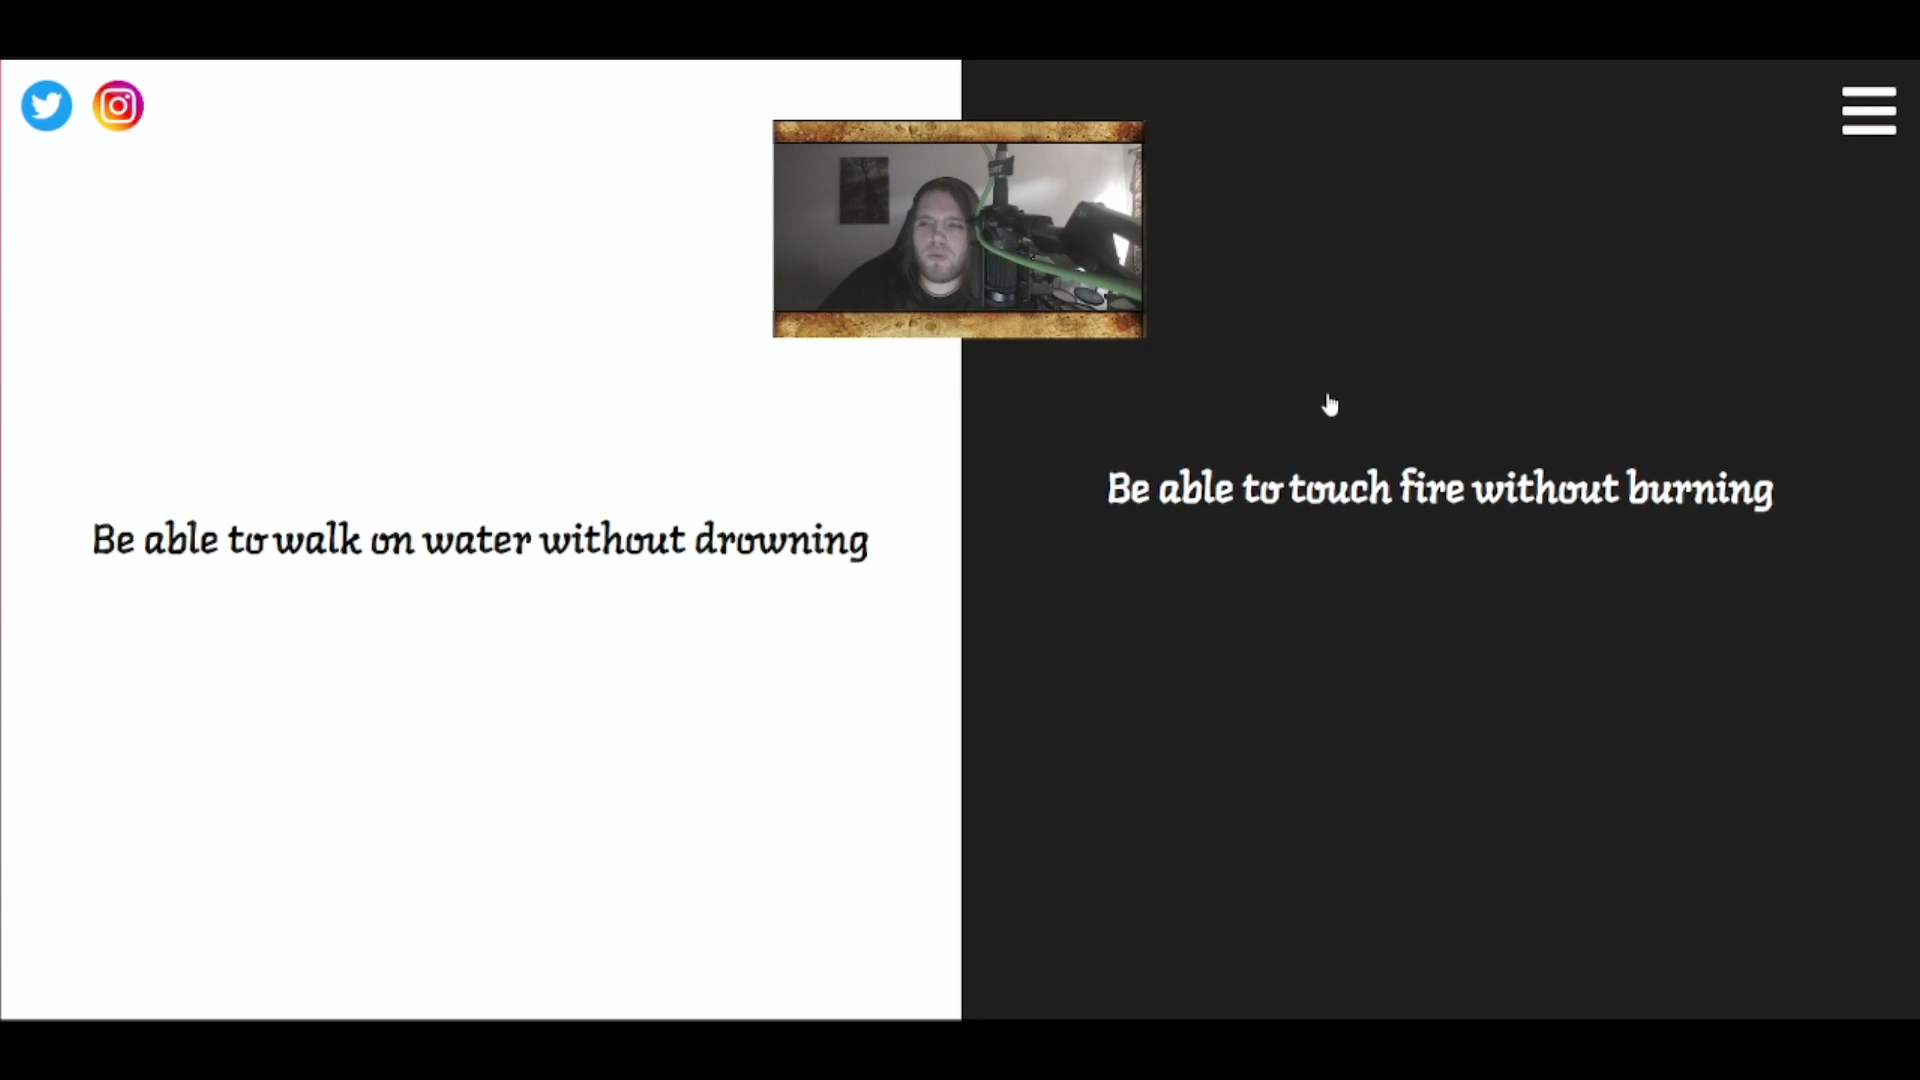 Be able to walk on water without drowning
Be able to touch fire without burning